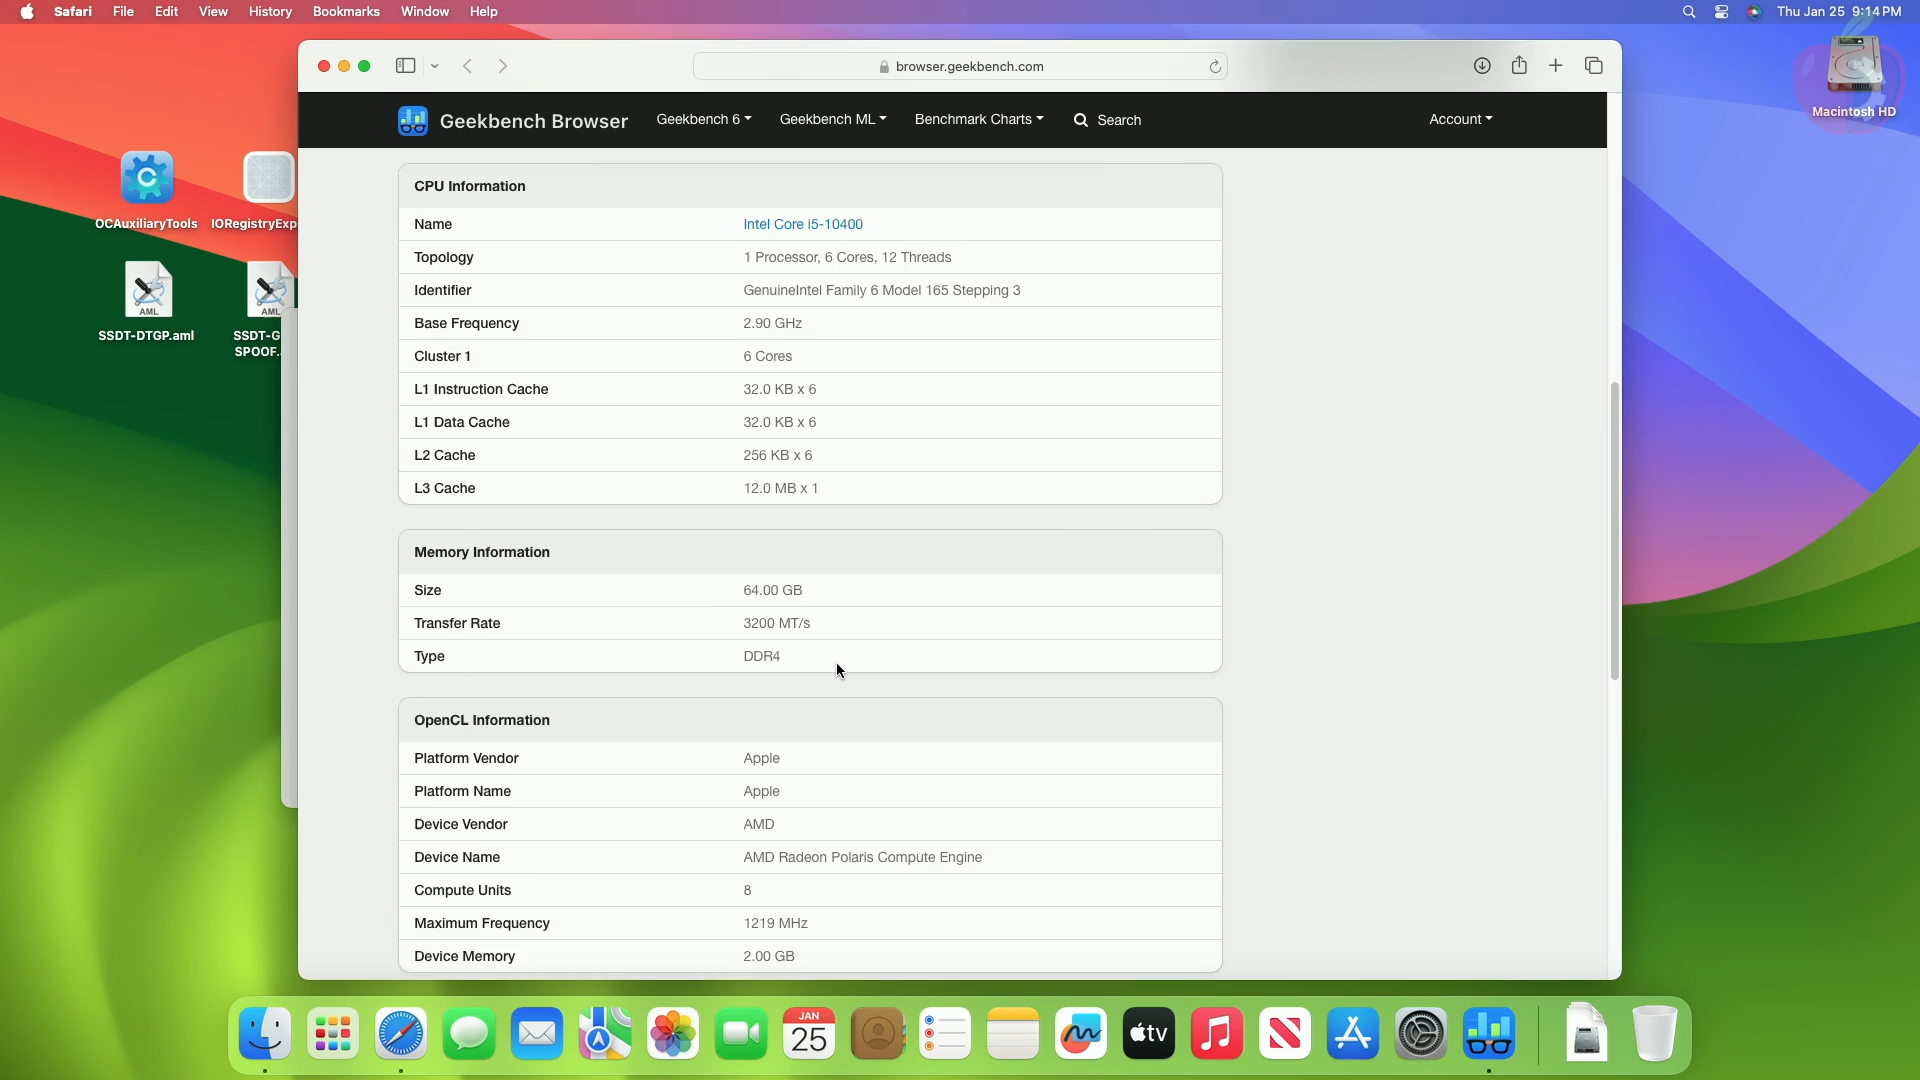 Safari File Edit View History Bookmarks Window Help
Thu Jan 25 9:14 PM
browser.geekbench.com
Macintosh HD
Geekbench Browser Geekbench 6 Geekbench ML Benchmark Charts Search Account
OCAuxiliaryTools IORegistryExp
AML AML
SSDT-DTGP.aml SSDT-G
SPOOF.
CPU Information
Name Intel Core i5-10400
Topology 1 Processor, 6 Cores, 12 Threads
Identifier GenuineIntel Family 6 Model 165 Stepping 3
Base Frequency 2.90 GHz
Cluster 1 6 Cores
L1 Instruction Cache 32.0 KB x 6
L1 Data Cache 32.0 KB x 6
L2 Cache 256 KB x 6
L3 Cache 12.0 MB x 1
Memory Information
Size 64.00 GB
Transfer Rate 3200 MT/s
Type DDR4
OpenCL Information
Platform Vendor Apple
Platform Name Apple
Device Vendor AMD
Device Name AMD Radeon Polaris Compute Engine
Compute Units 8
Maximum Frequency 1219 MHz
Device Memory 2.00 GB
JAN
25
tv